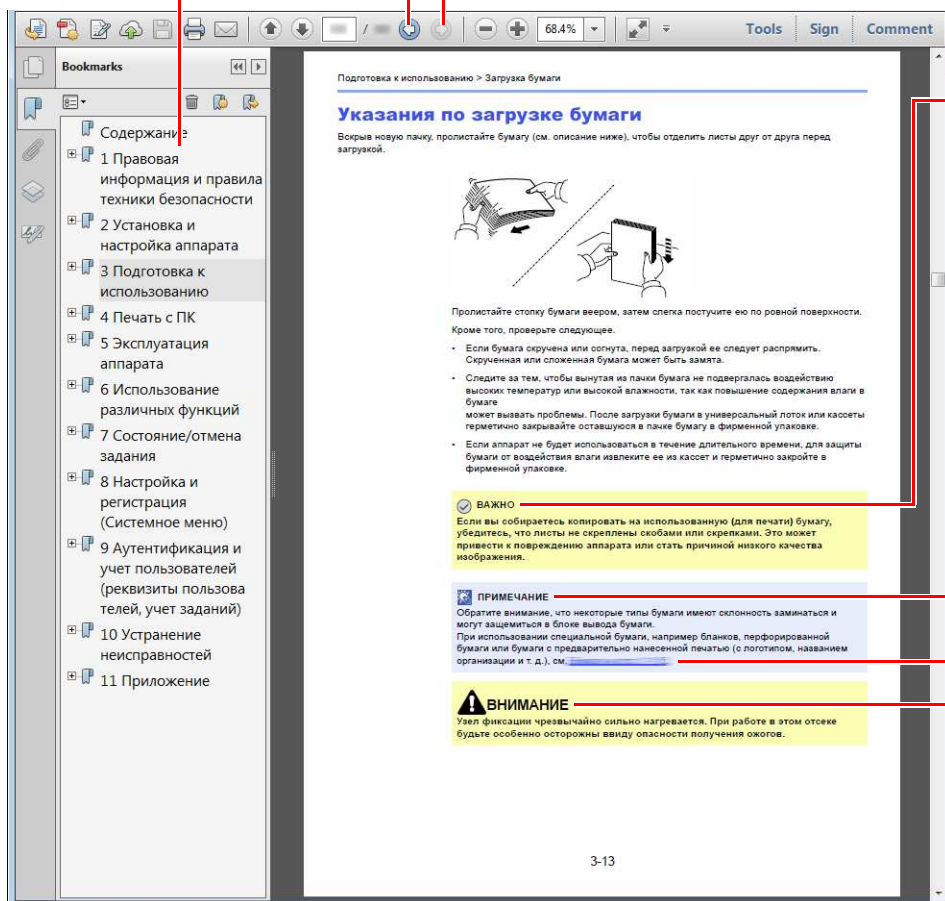 /
68.4%
Tools
Sign
Comment
Bookmarks
Содержание
1 Правовая
информация и правила
техники безопасности
2 Установка и
настройка аппарата
3 Подготовка к
использованию
4 Печать с ПК
5 Эксплуатация
аппарата
6 Использование
различных функций
7 Состояние/отмена
задания
8 Настройка и
регистрация
(Системное меню)
9 Аутентификация и
учет пользователей
(реквизиты пользова
телей, учет заданий)
10 Устранение
неисправностей
11 Приложение
Подготовка к использованию > Загрузка бумаги
Указания по загрузке бумаги
Вскрыв новую пачку, пролистайте бумагу (см. описание ниже), чтобы отделить листы друг от друга перед
загрузкой.
Пролистайте стопку бумаги веером, затем слегка постучите ею по ровной поверхности.
Кроме того, проверьте следующее.
• Если бумага скручена или согнута, перед загрузкой ее следует распрямить.
Скрученная или сложенная бумага может быть замята.
• Следите за тем, чтобы вынутая из пачки бумага не подвергалась воздействию
высоких температур или высокой влажности, так как повышение содержания влаги в
бумаге
может вызвать проблемы. После загрузки бумаги в универсальный лоток или кассеты
герметично закрывайте оставшуюся в пачке бумагу в фирменной упаковке.
• Если аппарат не будет использоваться в течение длительного времени, для защиты
бумаги от воздействия влаги извлеките ее из кассет и герметично закройте в
фирменной упаковке.
ВАЖНО
Если вы собираетесь копировать на использованную (для печати) бумагу,
убедитесь, что листы не скреплены скобами или скрепками. Это может
привести к повреждению аппарата или стать причиной низкого качества
изображения.
ПРИМЕЧАНИЕ
Обратите внимание, что некоторые типы бумаги имеют склонность заминаться и
могут защемиться в блоке вывода бумаги.
При использовании специальной бумаги, например бланков, перфорированной
бумаги или бумаги с предварительно нанесенной печатью (с логотипом, названием
организации и т. д.), см.
ВНИМАНИЕ
Узел фиксации чрезвычайно сильно нагревается. При работе в этом отсеке
будьте особенно осторожны ввиду опасности получения ожогов.
3-13